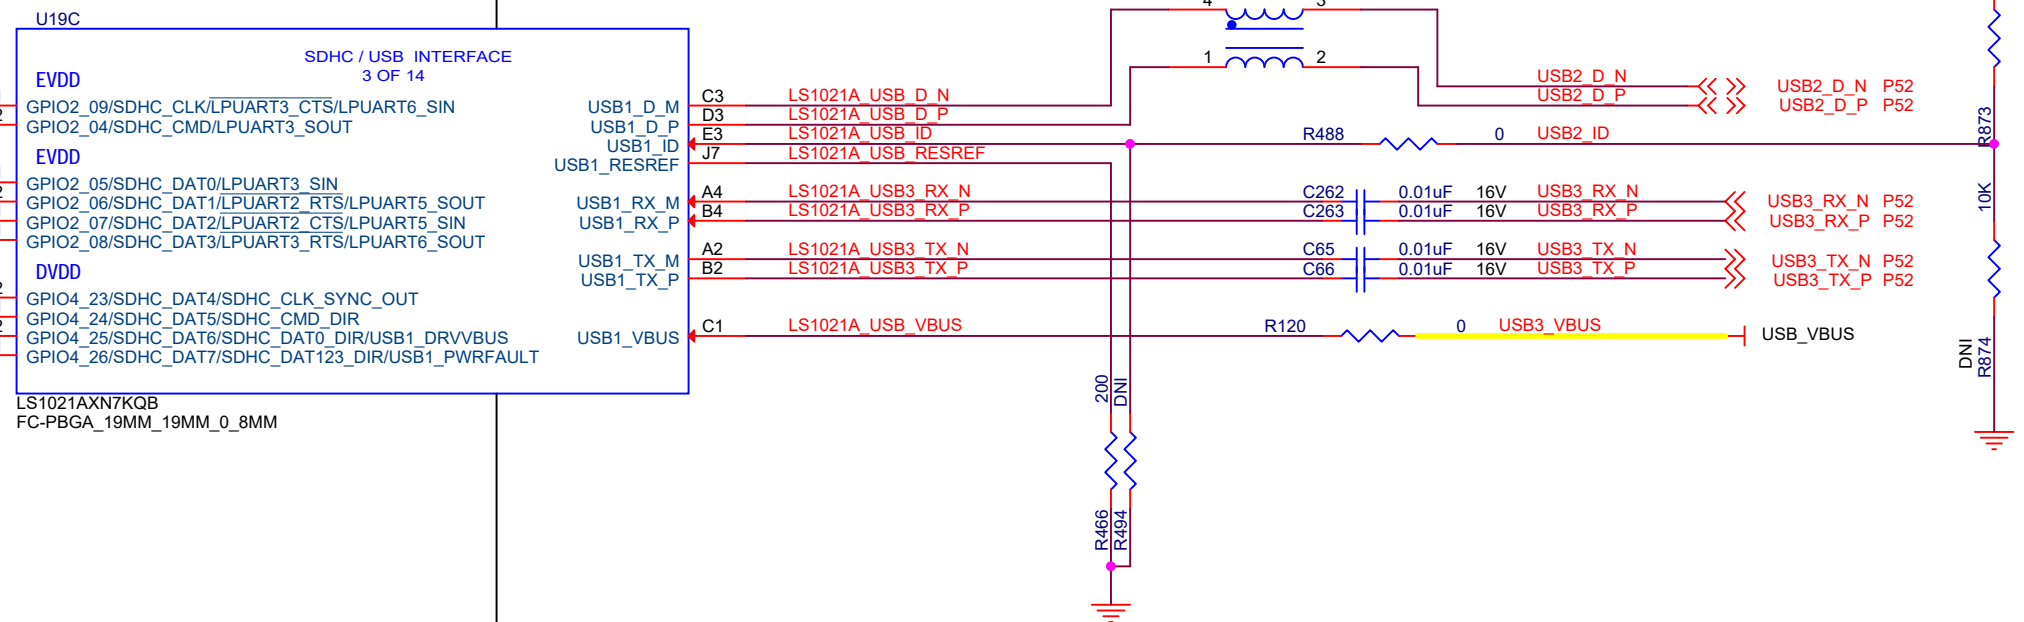 U19C
SDHC / USB  INTERFACE
3 OF 14
EVDD
GPIO2_09/SDHC_CLK/LPUART3_CTS/LPUART6_SIN
GPIO2_04/SDHC_CMD/LPUART3_SOUT
EVDD
GPIO2_05/SDHC_DAT0/LPUART3_SIN
GPIO2_06/SDHC_DAT1/LPUART2_RTS/LPUART5_SOUT
GPIO2_07/SDHC_DAT2/LPUART2_CTS/LPUART5_SIN
GPIO2_08/SDHC_DAT3/LPUART3_RTS/LPUART6_SOUT
DVDD
GPIO4_23/SDHC_DAT4/SDHC_CLK_SYNC_OUT
GPIO4_24/SDHC_DAT5/SDHC_CMD_DIR
GPIO4_25/SDHC_DAT6/SDHC_DAT0_DIR/USB1_DRVVBUS
GPIO4_26/SDHC_DAT7/SDHC_DAT123_DIR/USB1_PWRFAULT
LS1021AXN7KQB
FC-PBGA_19MM_19MM_0_8MM
4 3
1 2
USB1_D_M C3 LS1021A_USB_D_N USB2_D_N USB2_D_N P52
USB1_D_P D3 LS1021A_USB_D_P USB2_D_P USB2_D_P P52
USB1_ID E3 LS1021A_USB_ID R488 0 USB2_ID
USB1_RESREF J7 LS1021A_USB_RESREF
USB1_RX_M A4 LS1021A_USB3_RX_N C262 0.01uF 16V USB3_RX_N USB3_RX_N P52
USB1_RX_P B4 LS1021A_USB3_RX_P C263 0.01uF 16V USB3_RX_P USB3_RX_P P52
USB1_TX_M A2 LS1021A_USB3_TX_N C65 0.01uF 16V USB3_TX_N USB3_TX_N P52
USB1_TX_P B2 LS1021A_USB3_TX_P C66 0.01uF 16V USB3_TX_P USB3_TX_P P52
USB1_VBUS C1 LS1021A_USB_VBUS R120 0 USB3_VBUS USB_VBUS
200
DNI
R466
R494
R873
10K
DNI
R874